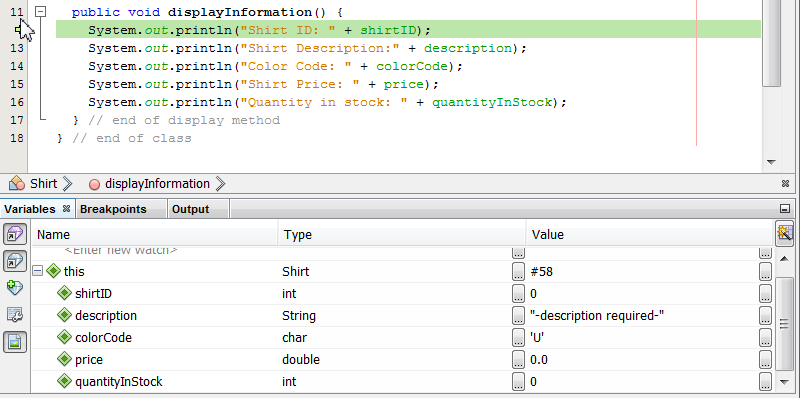 11 public void displayInformation() {
System.out.println("Shirt ID: " + shirtID);
13 System.out.println("Shirt Description:" + description);
14 System.out.println("Color Code: " + colorCode);
15 System.out.println("Shirt Price: " + price);
16 System.out.println("Quantity in stock: " + quantityInStock);
17 } // end of display method
18 } // end of class
Shirt displayInformation
Variables Breakpoints Output
Name Type Value
<Enter new watch>
this Shirt #58
shirtID int 0
description String "-description required-"
colorCode char 'U'
price double 0.0
quantityInStock int 0